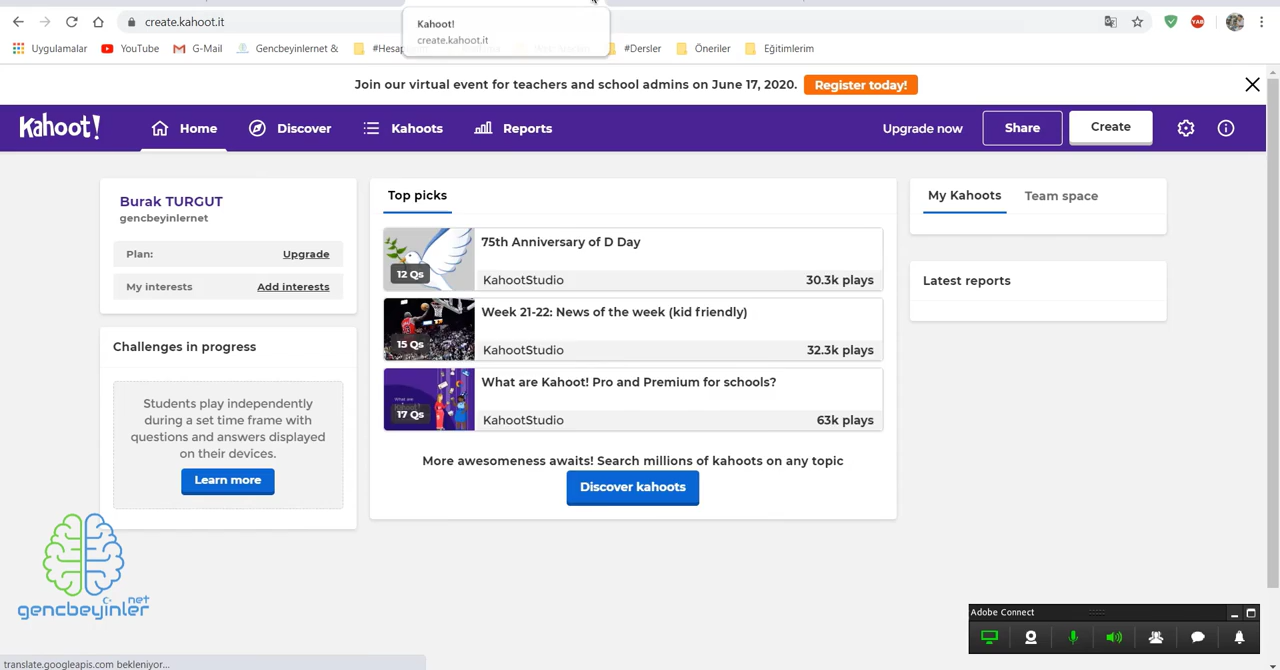 Kahoot!
create.kahoot.it
create.kahoot.it
YAB
Uygulamalar YouTube G-Mail Gencbeyinlernet & #Dersler Öneriler Eğitimlerim
Join our virtual event for teachers and school admins on June 17, 2020. Register today!
Kahoot! Home Discover Kahoots Reports Upgrade now Share Create
Burak TURGUT
gencbeyinlernet
Plan: Upgrade
My interests Add interests
Challenges in progress
Students play independently
during a set time frame with
questions and answers displayed
on their devices.
Learn more
Top picks
75th Anniversary of D Day
12 Qs
KahootStudio 30.3k plays
Week 21-22: News of the week (kid friendly)
15 Qs
KahootStudio 32.3k plays
What are Kahoot! Pro and Premium for schools?
What are
17 Qs
KahootStudio 63k plays
More awesomeness awaits! Search millions of kahoots on any topic
Discover kahoots
My Kahoots Team space
Latest reports
gencbeyinler net
Adobe Connect
translate.googleapis.com bekleniyor...